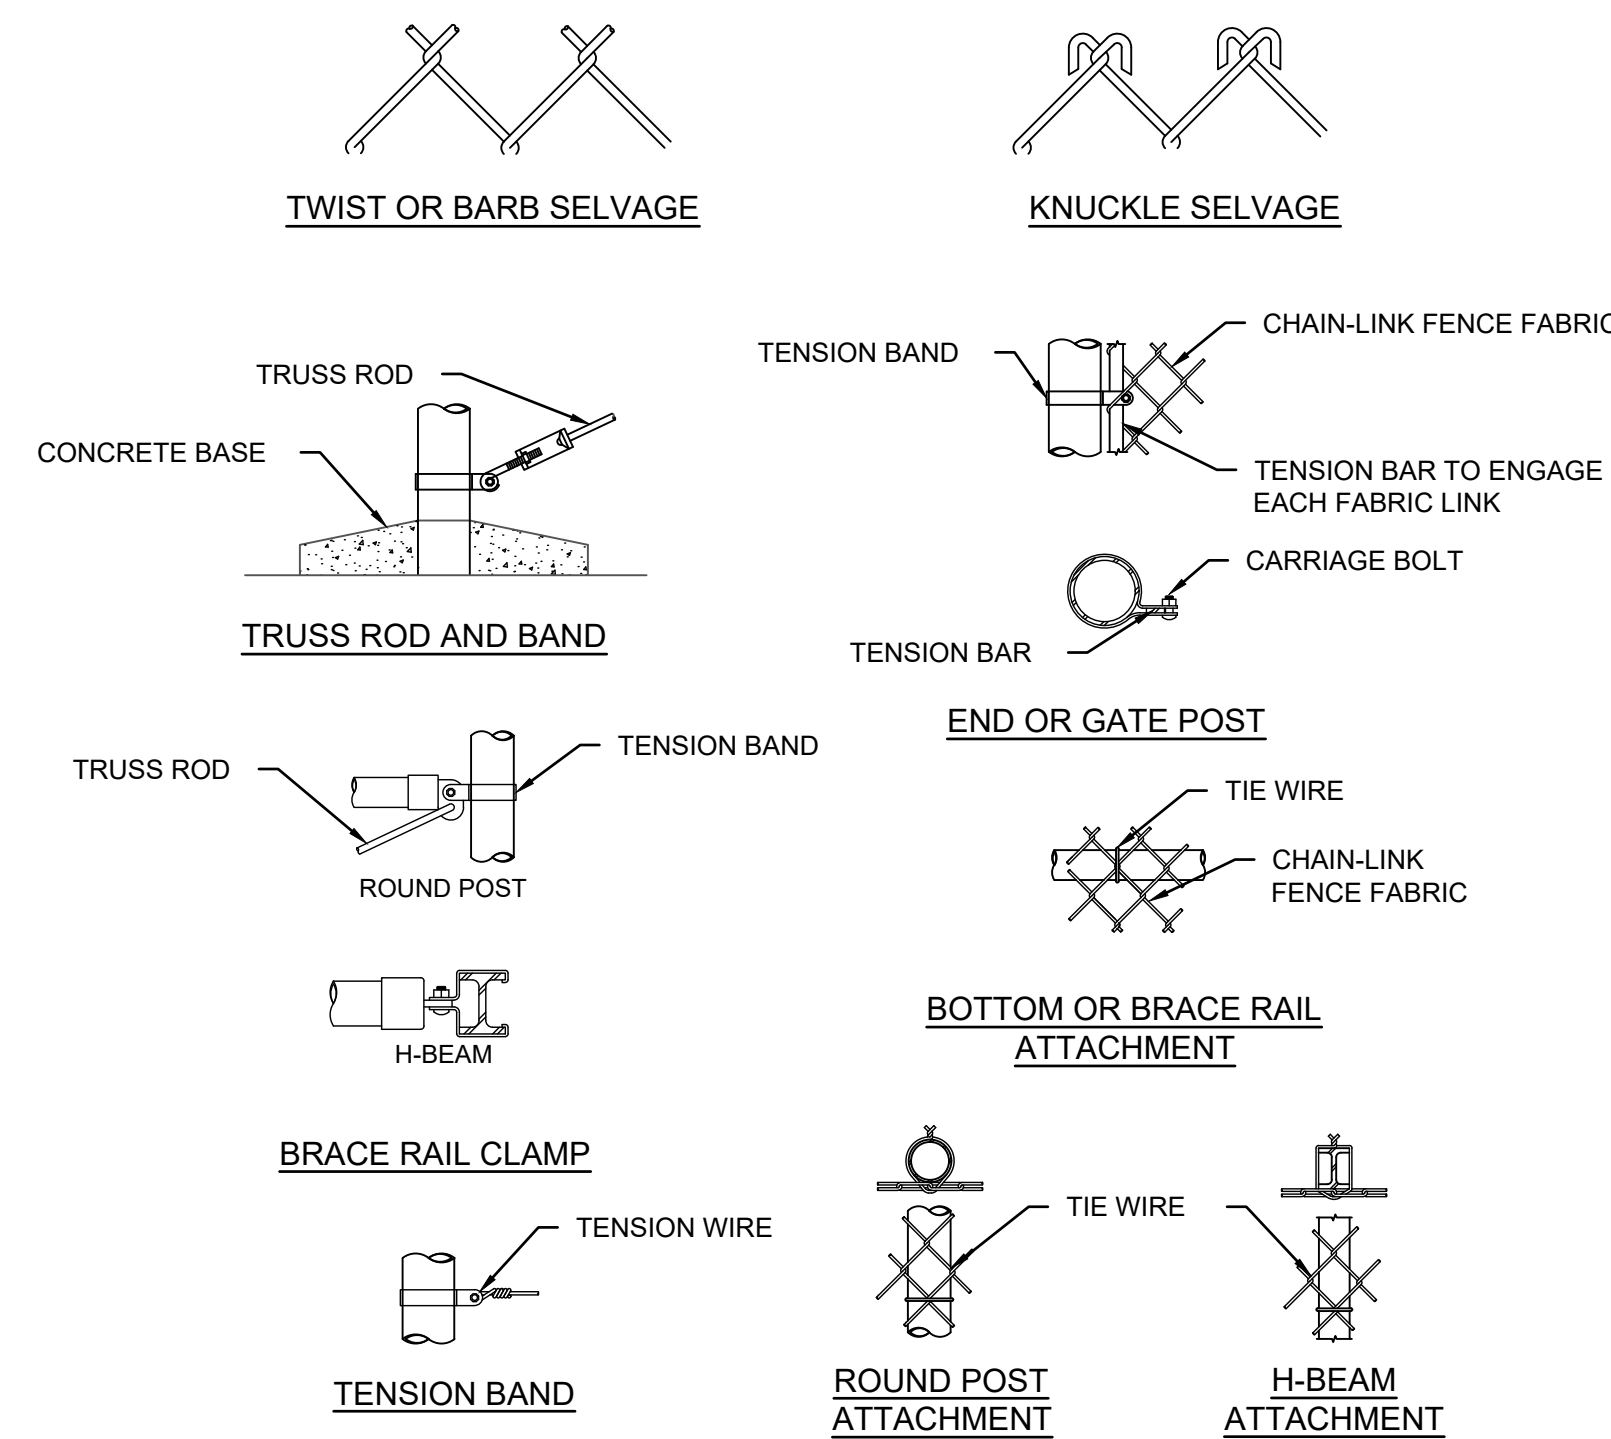 TWIST OR BARB SELVAGE
KNUCKLE SELVAGE
TRUSS ROD
CONCRETE BASE
TRUSS ROD AND BAND
TENSION BAND
CHAIN-LINK FENCE FABRIC
TENSION BAR TO ENGAGE
EACH FABRIC LINK
CARRIAGE BOLT
TENSION BAR
END OR GATE POST
TRUSS ROD
TENSION BAND
ROUND POST
H-BEAM
BRACE RAIL CLAMP
TIE WIRE
CHAIN-LINK
FENCE FABRIC
BOTTOM OR BRACE RAIL
ATTACHMENT
TENSION WIRE
TENSION BAND
TIE WIRE
ROUND POST
ATTACHMENT
H-BEAM
ATTACHMENT